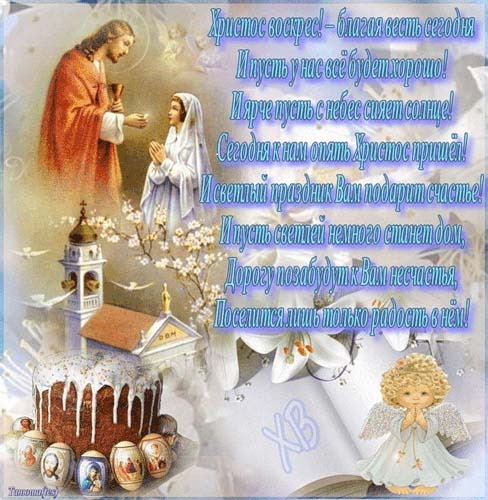 Христос воскрес! – благая весть сегодня
И пусть у нас всё будет хорошо!
И ярче пусть с небес сияет солнце!
Сегодня к нам опять Христос пришёл!
И светлый праздник Вам подарит счастье!
И пусть светлей немного станет дом,
Дорогу позабудут к Вам несчастья,
Поселится лишь только радость в нём!
DOM
ХВ